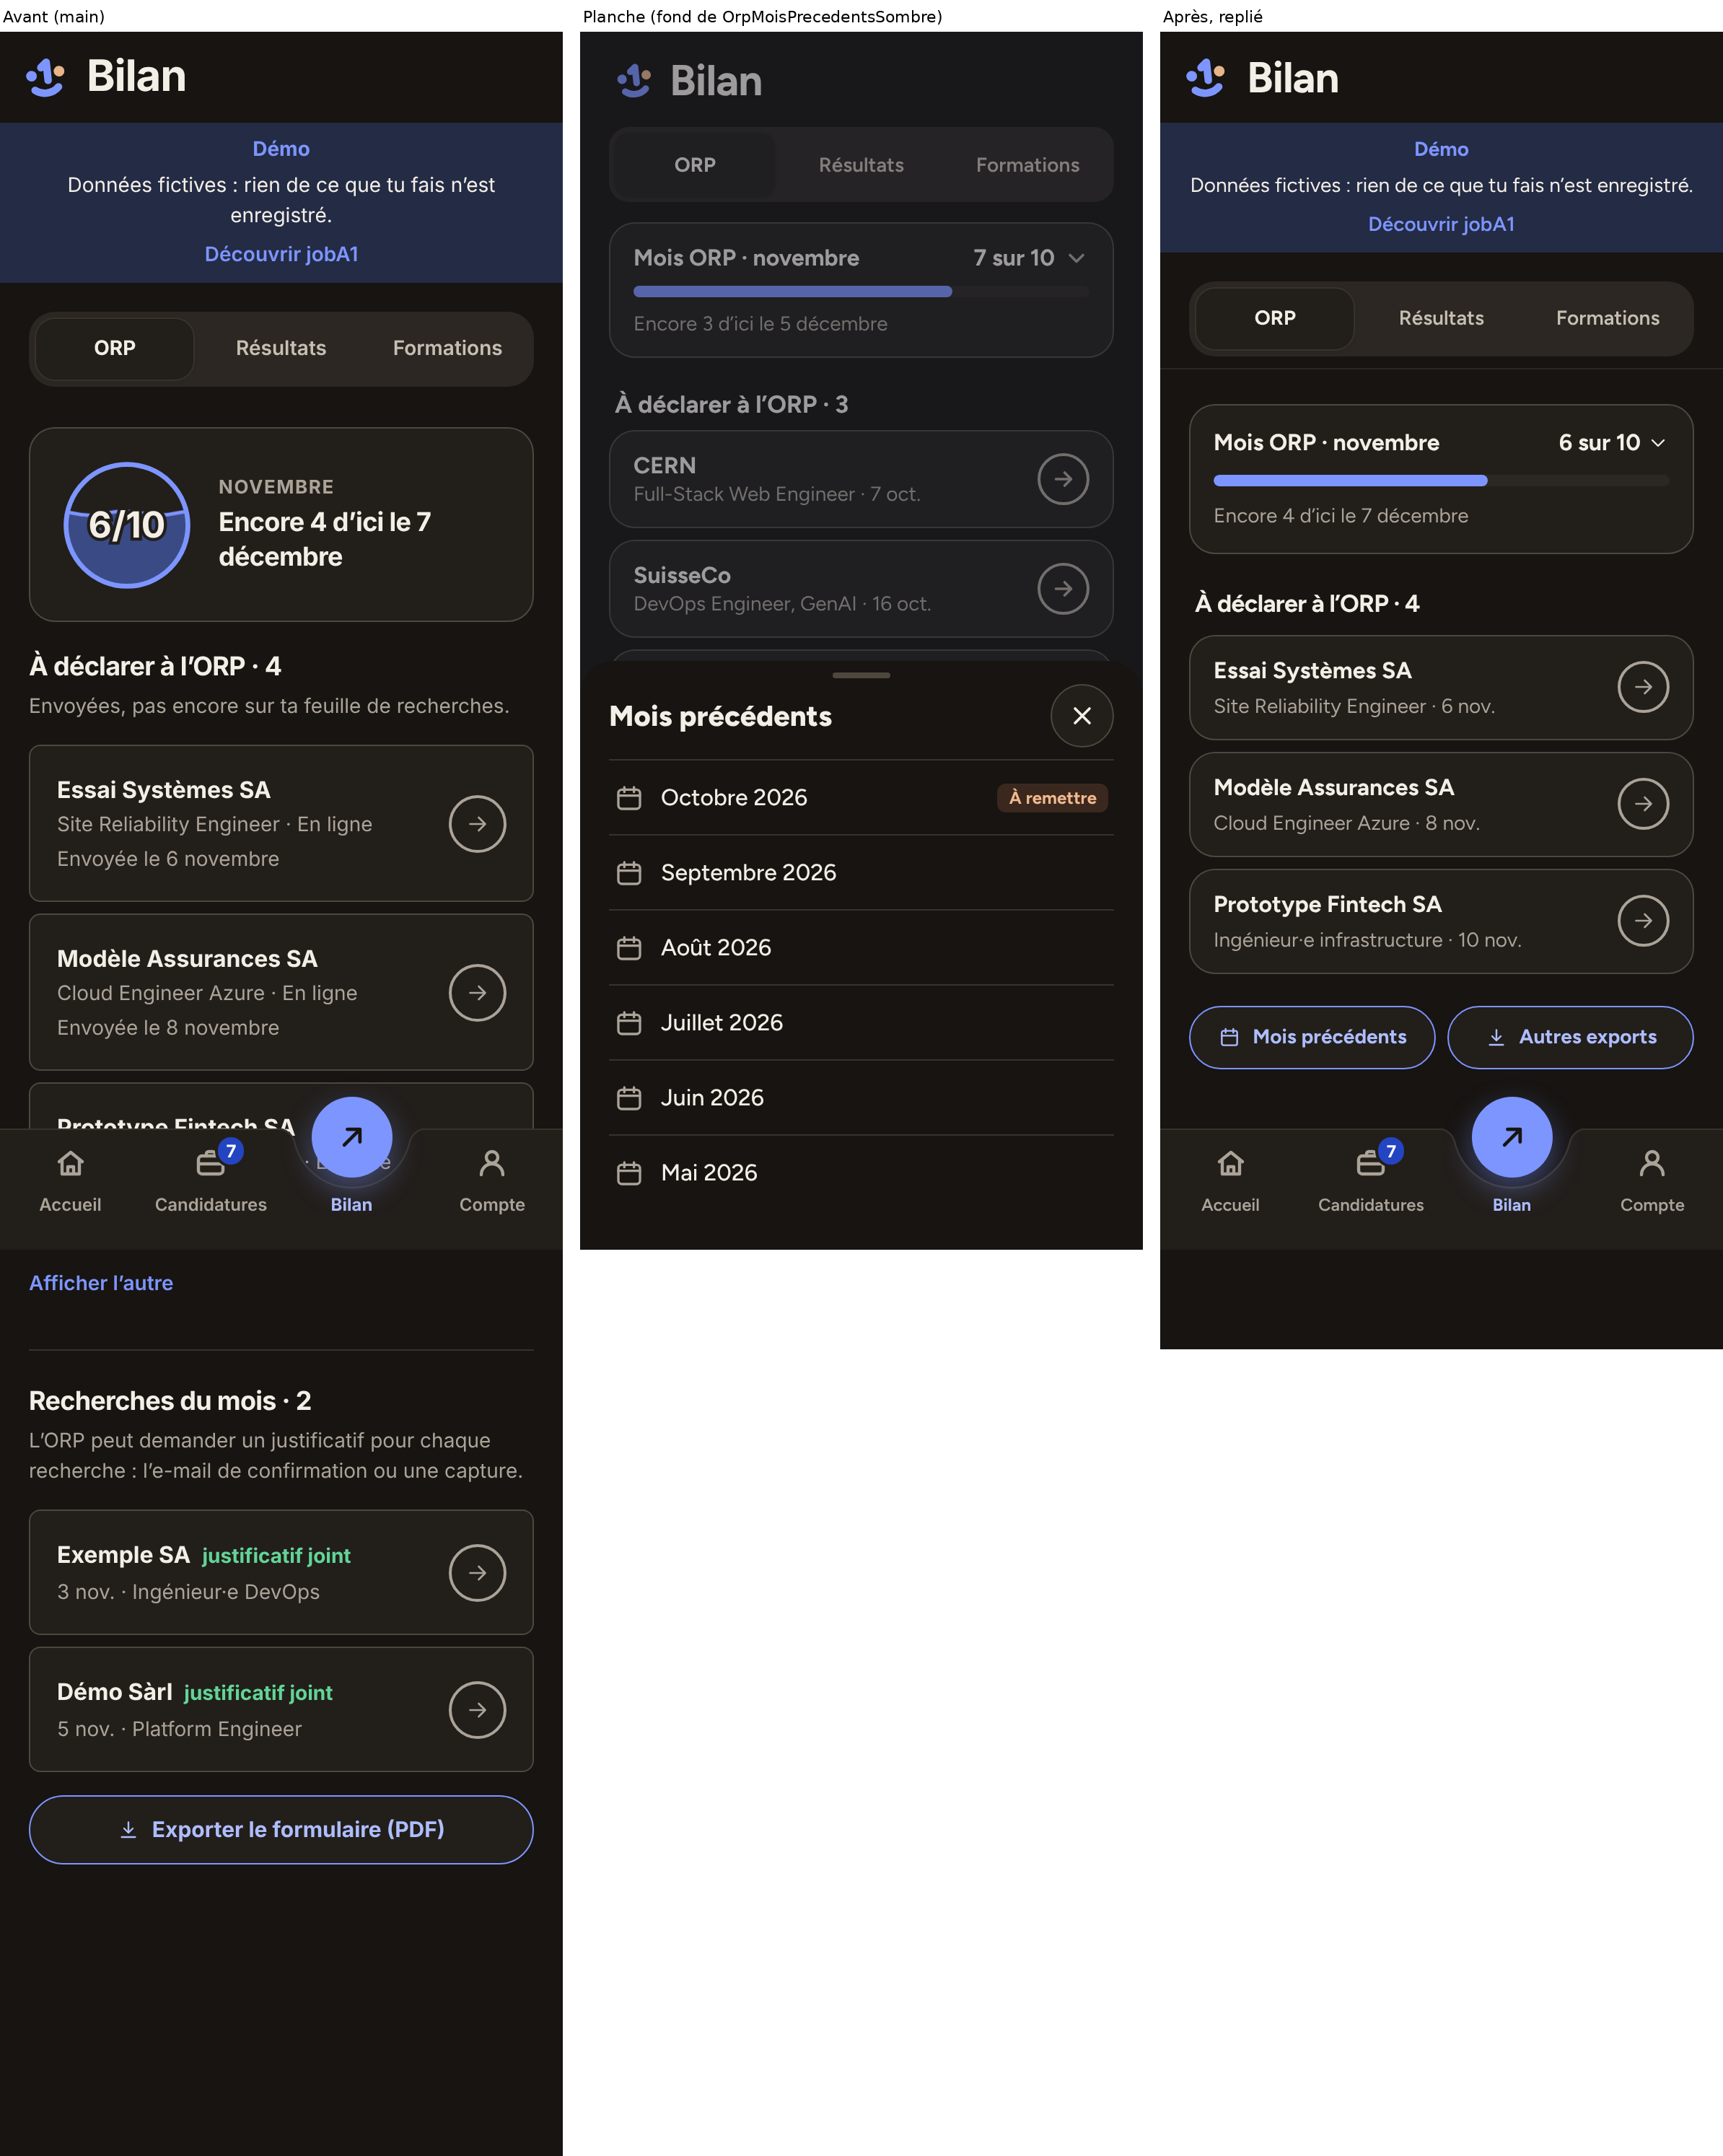 Avant (main)
Bilan
Démo
Données fictives : rien de ce que tu fais n’est
enregistré.
Découvrir jobA1
ORP
Résultats
Formations
6/10
NOVEMBRE
Encore 4 d’ici le 7
décembre
À déclarer à l’ORP · 4
Envoyées, pas encore sur ta feuille de recherches.
Essai Systèmes SA
Site Reliability Engineer · En ligne
Envoyée le 6 novembre
Modèle Assurances SA
Cloud Engineer Azure · En ligne
Envoyée le 8 novembre
Prototype Fintech SA
7
Accueil
Candidatures
Bilan
Compte
Afficher l’autre
Recherches du mois · 2
L’ORP peut demander un justificatif pour chaque
recherche : l’e-mail de confirmation ou une capture.
Exemple SA justificatif joint
3 nov. · Ingénieur·e DevOps
Démo Sàrl justificatif joint
5 nov. · Platform Engineer
Exporter le formulaire (PDF)
Planche (fond de OrpMoisPrecedentsSombre)
Bilan
ORP
Résultats
Formations
Mois ORP · novembre
7 sur 10
Encore 3 d’ici le 5 décembre
À déclarer à l’ORP · 3
CERN
Full-Stack Web Engineer · 7 oct.
SuisseCo
DevOps Engineer, GenAI · 16 oct.
Mois précédents
Octobre 2026
À remettre
Septembre 2026
Août 2026
Juillet 2026
Juin 2026
Mai 2026
Après, replié
Bilan
Démo
Données fictives : rien de ce que tu fais n’est enregistré.
Découvrir jobA1
ORP
Résultats
Formations
Mois ORP · novembre
6 sur 10
Encore 4 d’ici le 7 décembre
À déclarer à l’ORP · 4
Essai Systèmes SA
Site Reliability Engineer · 6 nov.
Modèle Assurances SA
Cloud Engineer Azure · 8 nov.
Prototype Fintech SA
Ingénieur·e infrastructure · 10 nov.
Mois précédents
Autres exports
7
Accueil
Candidatures
Bilan
Compte